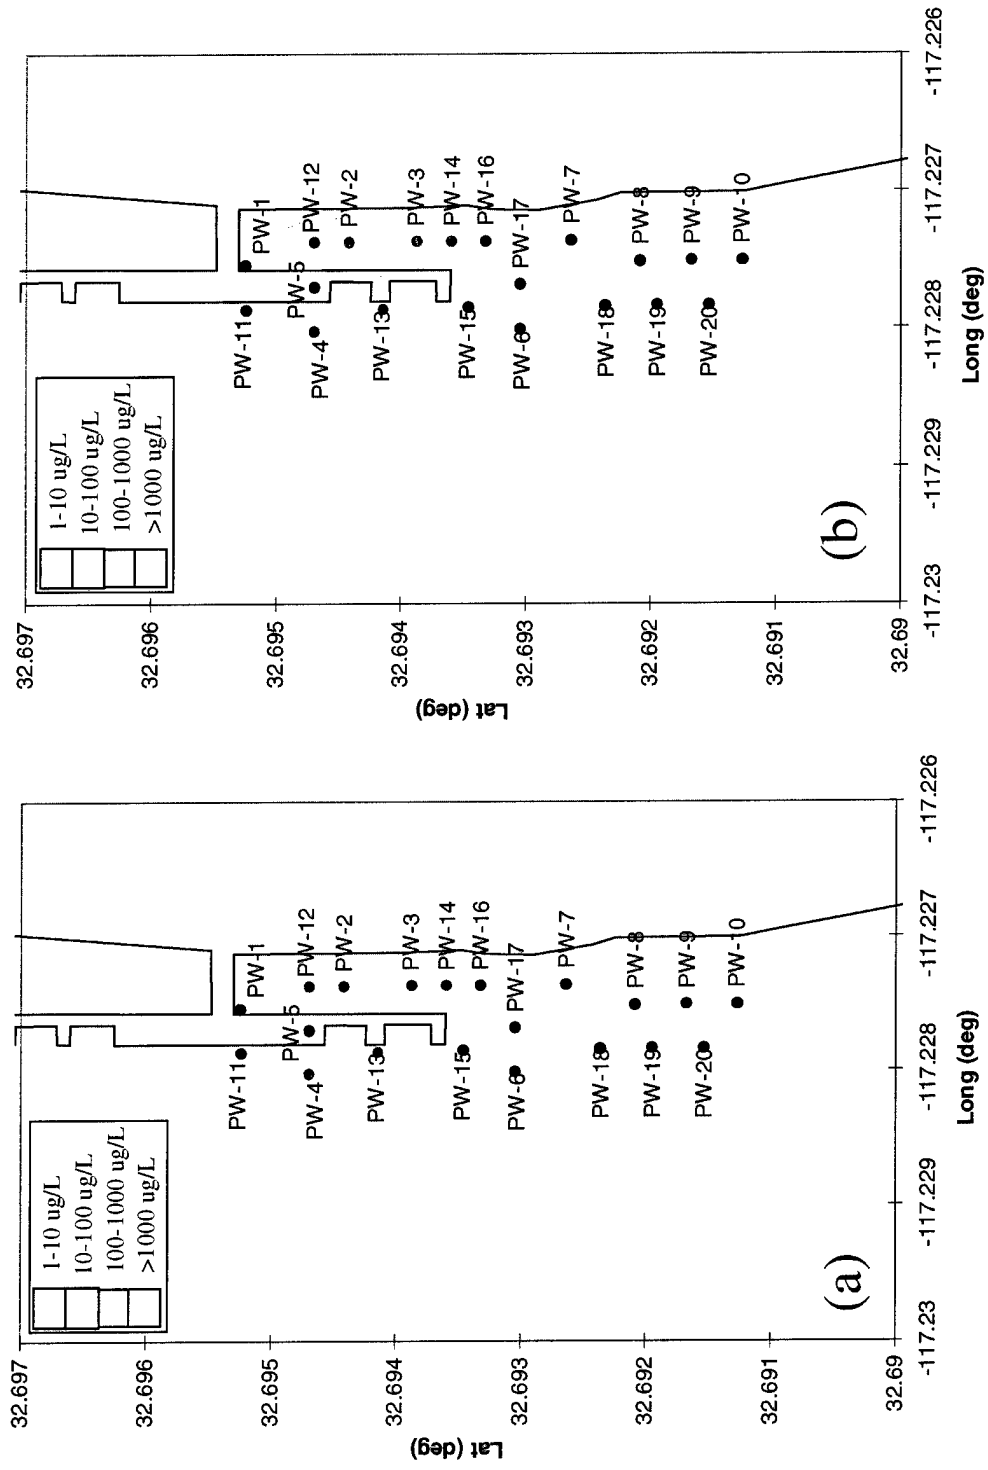 1-10 ug/L
10-100 ug/L
100-1000 ug/L
>1000 ug/L
(a)
Lat (deg)
32.697
32.696
32.695
32.694
32.693
32.692
32.691
32.69
-117.23
-117.229
-117.228
-117.227
-117.226
Long (deg)
PW-11
PW-1
PW-5
PW-12
PW-4
PW-2
PW-13
PW-3
PW-14
PW-15
PW-16
PW-6
PW-17
PW-7
PW-18
PW-8
PW-19
PW-9
PW-20
PW-10
1-10 ug/L
10-100 ug/L
100-1000 ug/L
>1000 ug/L
(b)
Lat (deg)
32.697
32.696
32.695
32.694
32.693
32.692
32.691
32.69
-117.23
-117.229
-117.228
-117.227
-117.226
Long (deg)
PW-11
PW-1
PW-5
PW-12
PW-4
PW-2
PW-13
PW-3
PW-14
PW-15
PW-16
PW-6
PW-17
PW-7
PW-18
PW-8
PW-19
PW-9
PW-20
PW-10